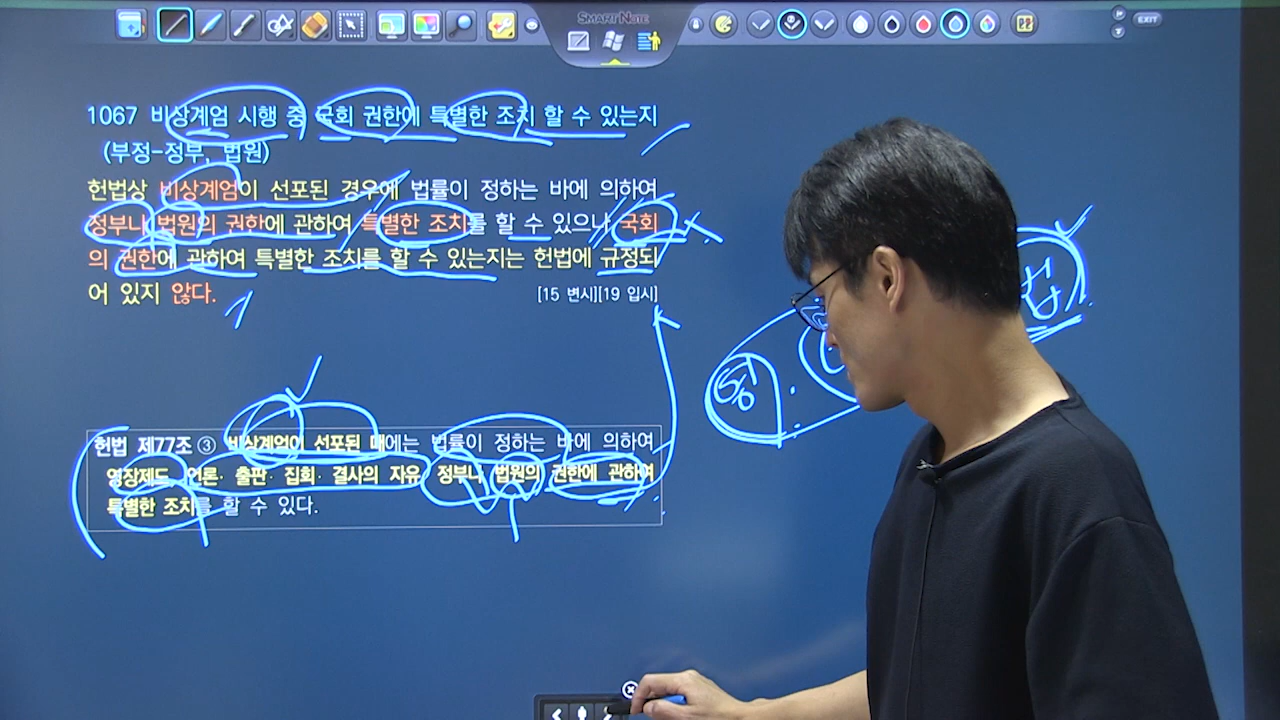 SMART NOTE
EXIT
1067 비상계엄 시행 중 국회 권한에 특별한 조치 할 수 있는지
(부정-정부, 법원)
헌법상 비상계엄이 선포된 경우에 법률이 정하는 바에 의하여
정부나 법원의 권한에 관하여 특별한 조치를 할 수 있으나 국회
의 권한에 관하여 특별한 조치를 할 수 있는지는 헌법에 규정되
어 있지 않다.
[15 변시][19 입시]
법
행
헌법 제77조 ③ 비상계엄이 선포된 때에는 법률이 정하는 바에 의하여
영장제도, 언론· 출판· 집회· 결사의 자유, 정부나 법원의 권한에 관하여
특별한 조치를 할 수 있다.